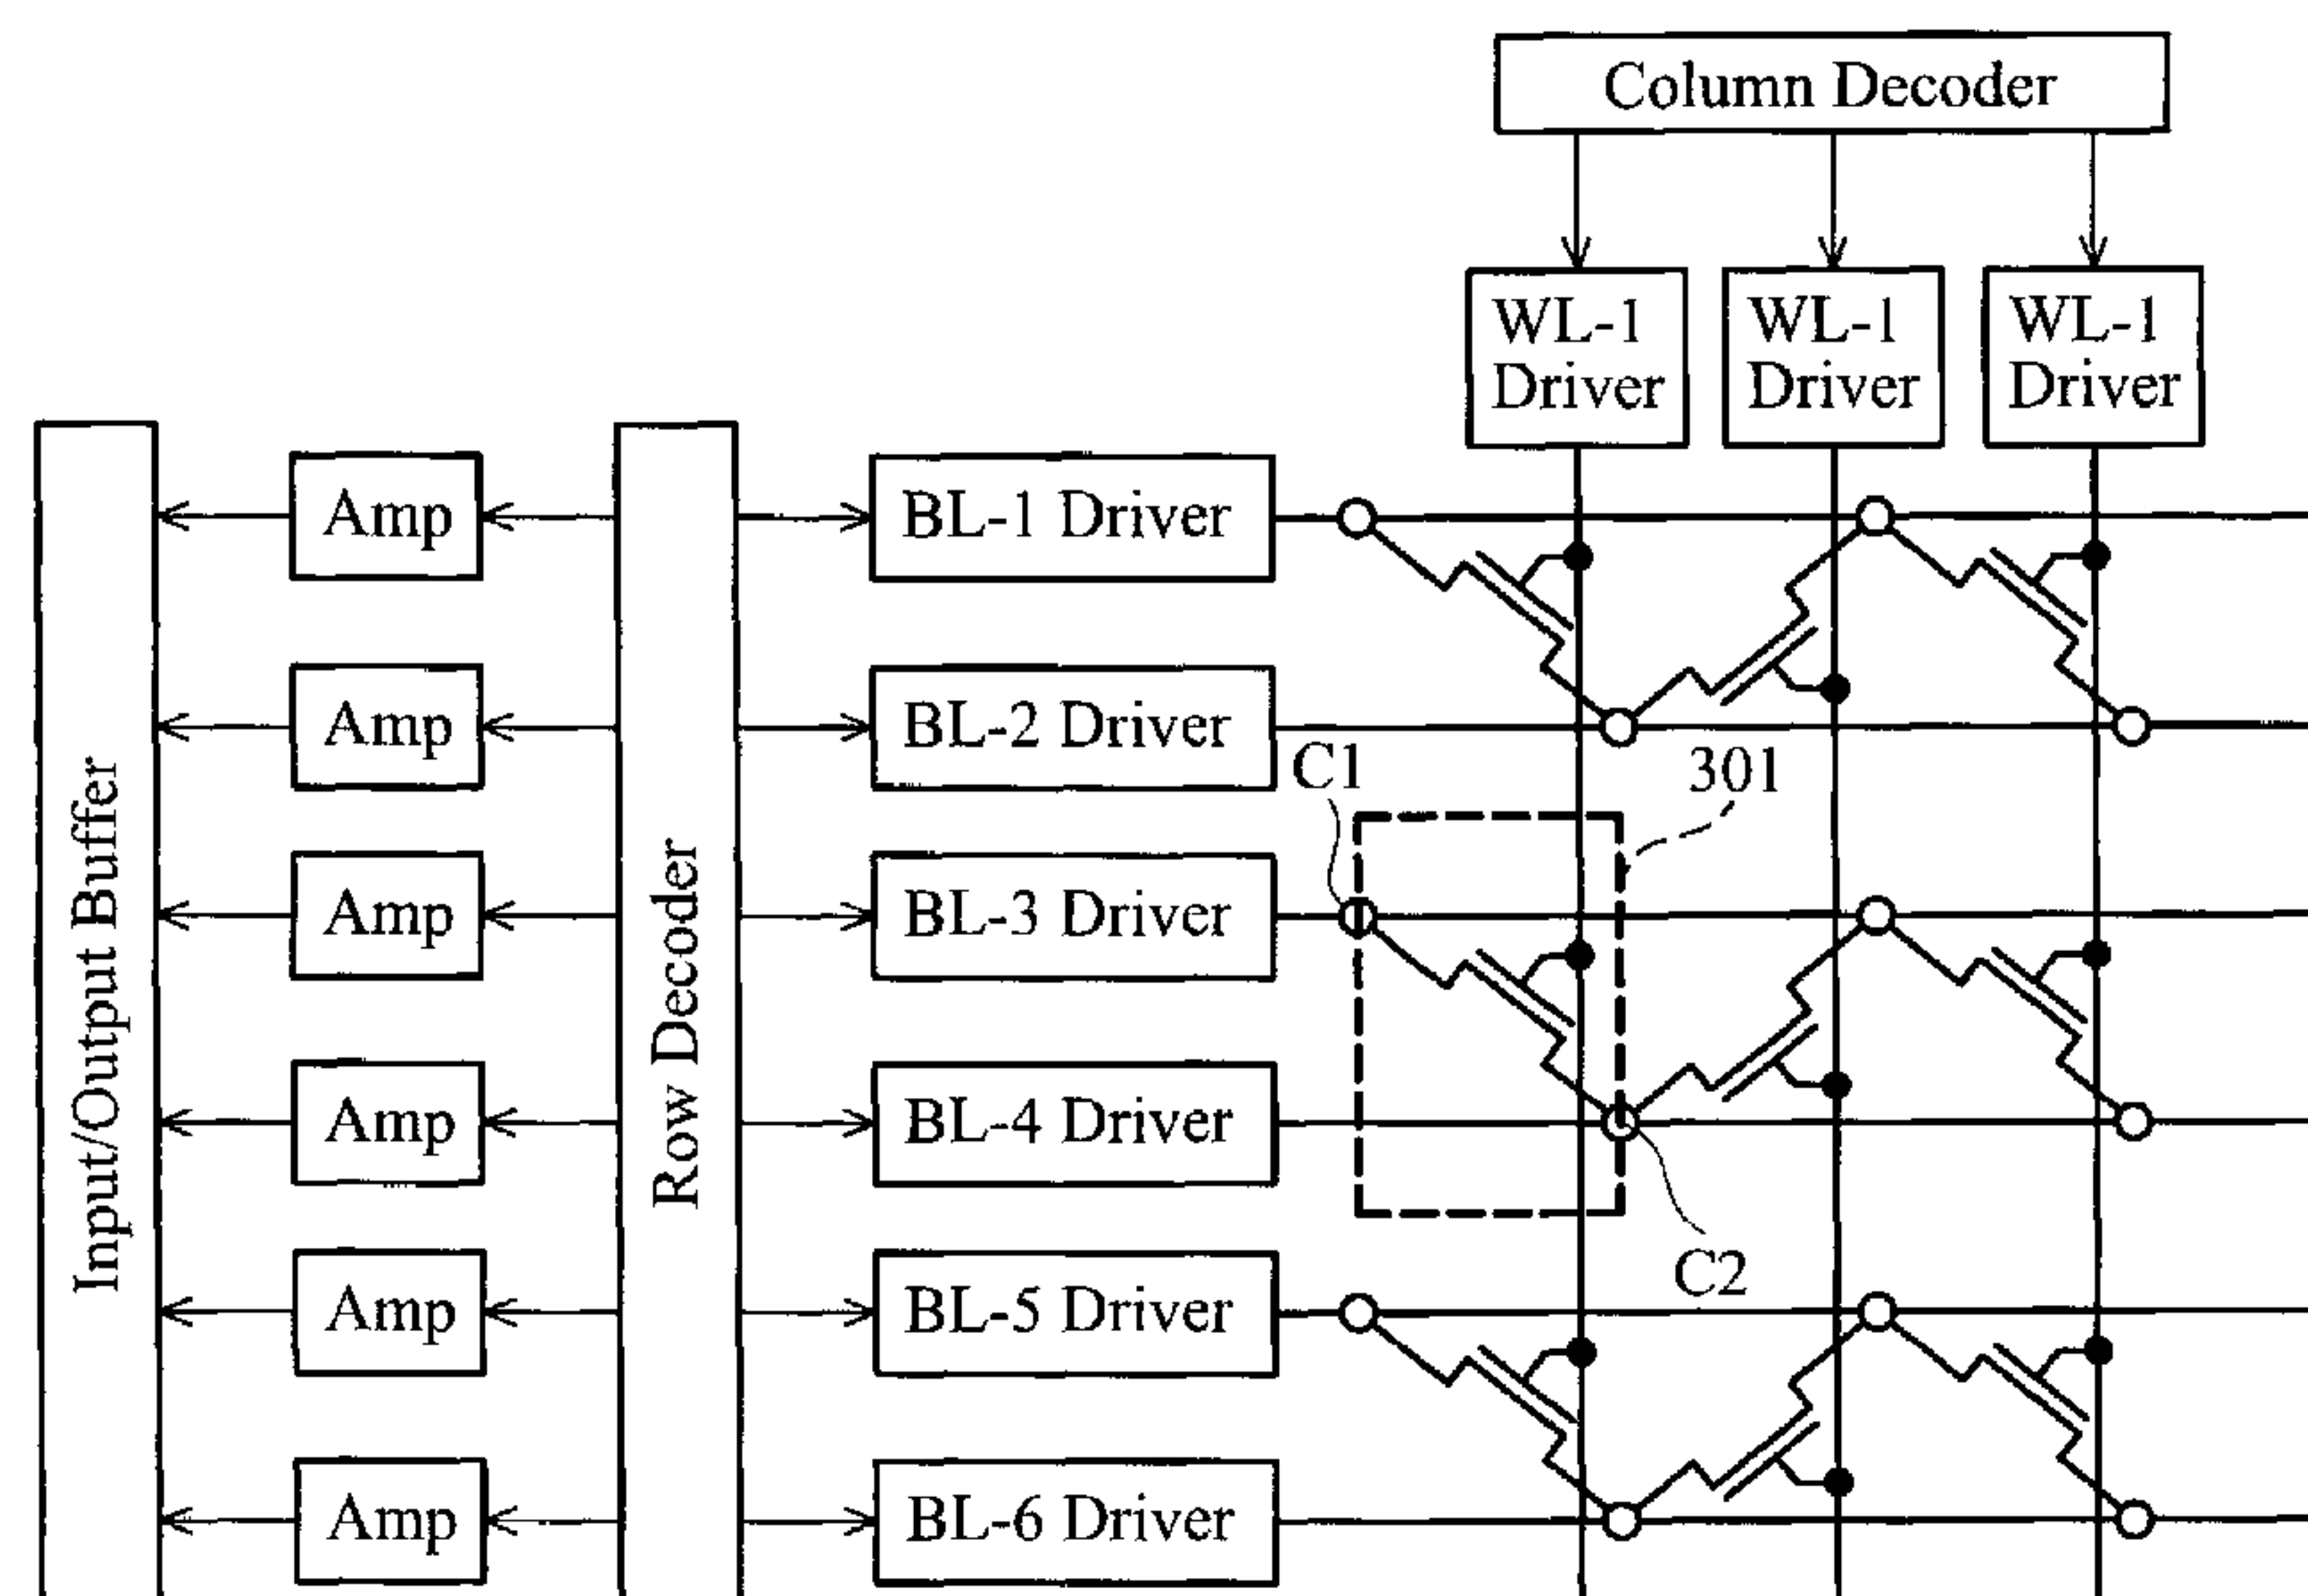 Column Decoder
WL-1
Driver
WL-1
Driver
WL-1
Driver
Input/Output Buffer
Row Decoder
Amp
BL-1 Driver
Amp
BL-2 Driver
C1
301
Amp
BL-3 Driver
Amp
BL-4 Driver
C2
Amp
BL-5 Driver
Amp
BL-6 Driver